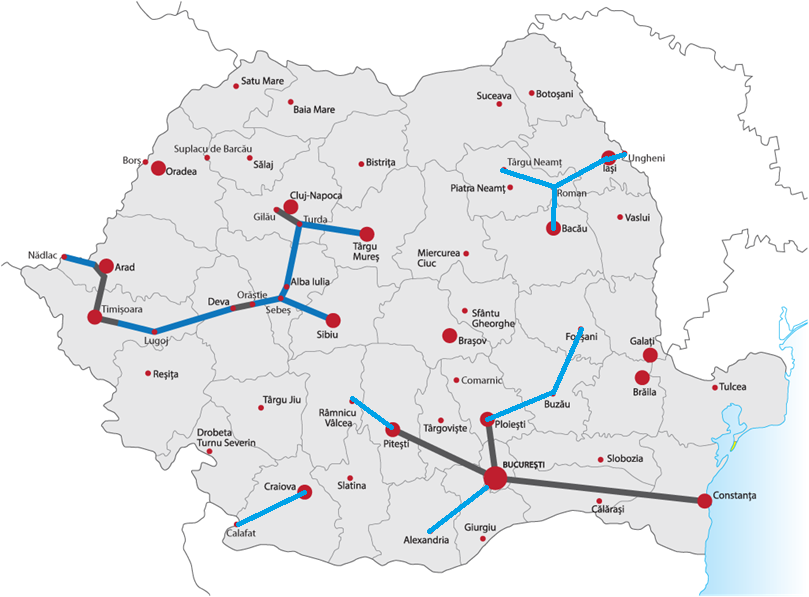 Satu Mare
Baia Mare
Suceava
Botoșani
Suplacu de Barcău
Borș
Oradea
Sălaj
Bistrița
Târgu Neamț
Ungheni
Iași
Piatra Neamț
Roman
Cluj-Napoca
Gilău
Turda
Târgu
Mureș
Bacău
Vaslui
Miercurea
Ciuc
Nădlac
Arad
Alba Iulia
Orăștie
Deva
Sebeș
Timișoara
Lugoj
Sibiu
Sfântu
Gheorghe
Brașov
Focșani
Galați
Reșița
Comarnic
Brăila
Tulcea
Târgu Jiu
Râmnicu
Vâlcea
Buzău
Târgoviște
Ploiești
Drobeta
Turnu Severin
Pitești
BUCUREȘTI
Slobozia
Craiova
Slatina
Constanța
Călărași
Calafat
Alexandria
Giurgiu